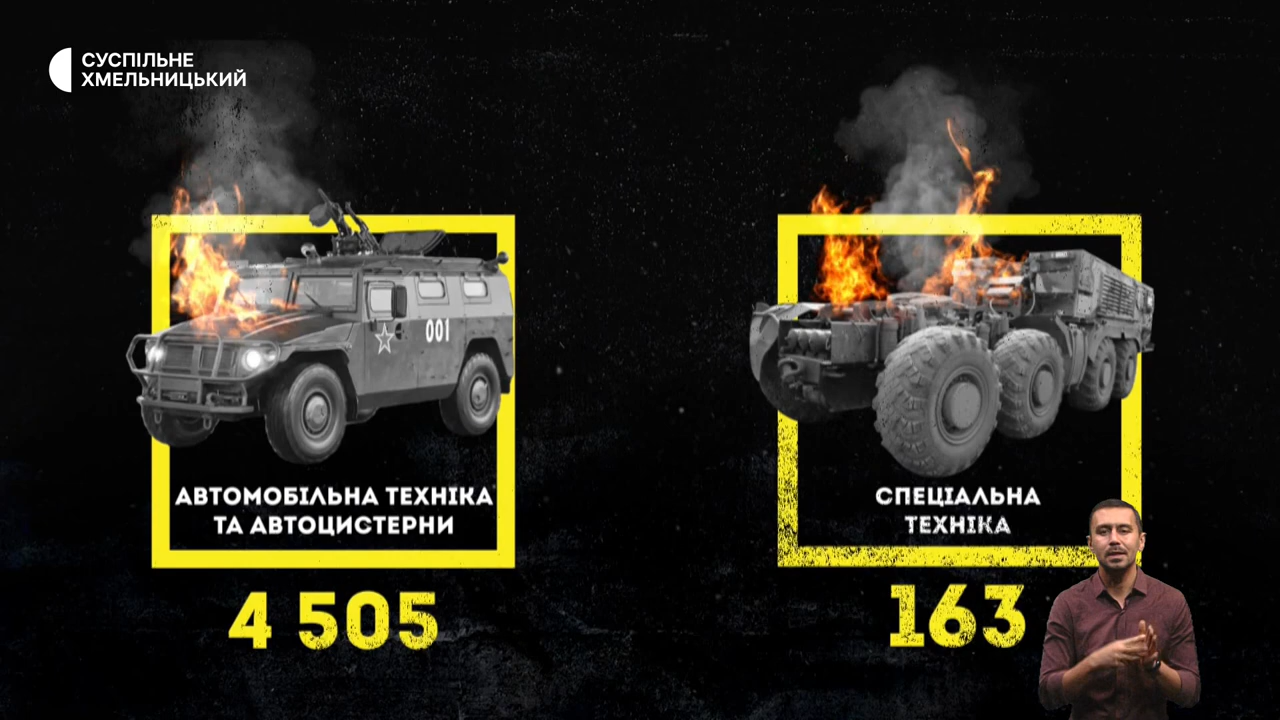 СУСПІЛЬНЕ
ХМЕЛЬНИЦЬКИЙ
001
АВТОМОБІЛЬНА ТЕХНІКА
ТА АВТОЦИСТЕРНИ
4 505
СПЕЦІАЛЬНА
ТЕХНІКА
163